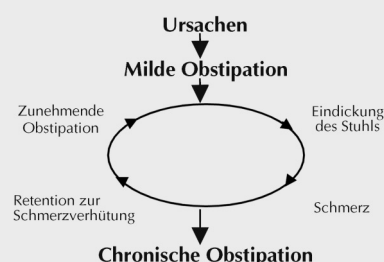 Ursachen
Milde Obstipation
Zunehmende
Obstipation
Eindickung
des Stuhls
Retention zur
Schmerzverhütung
Schmerz
Chronische Obstipation